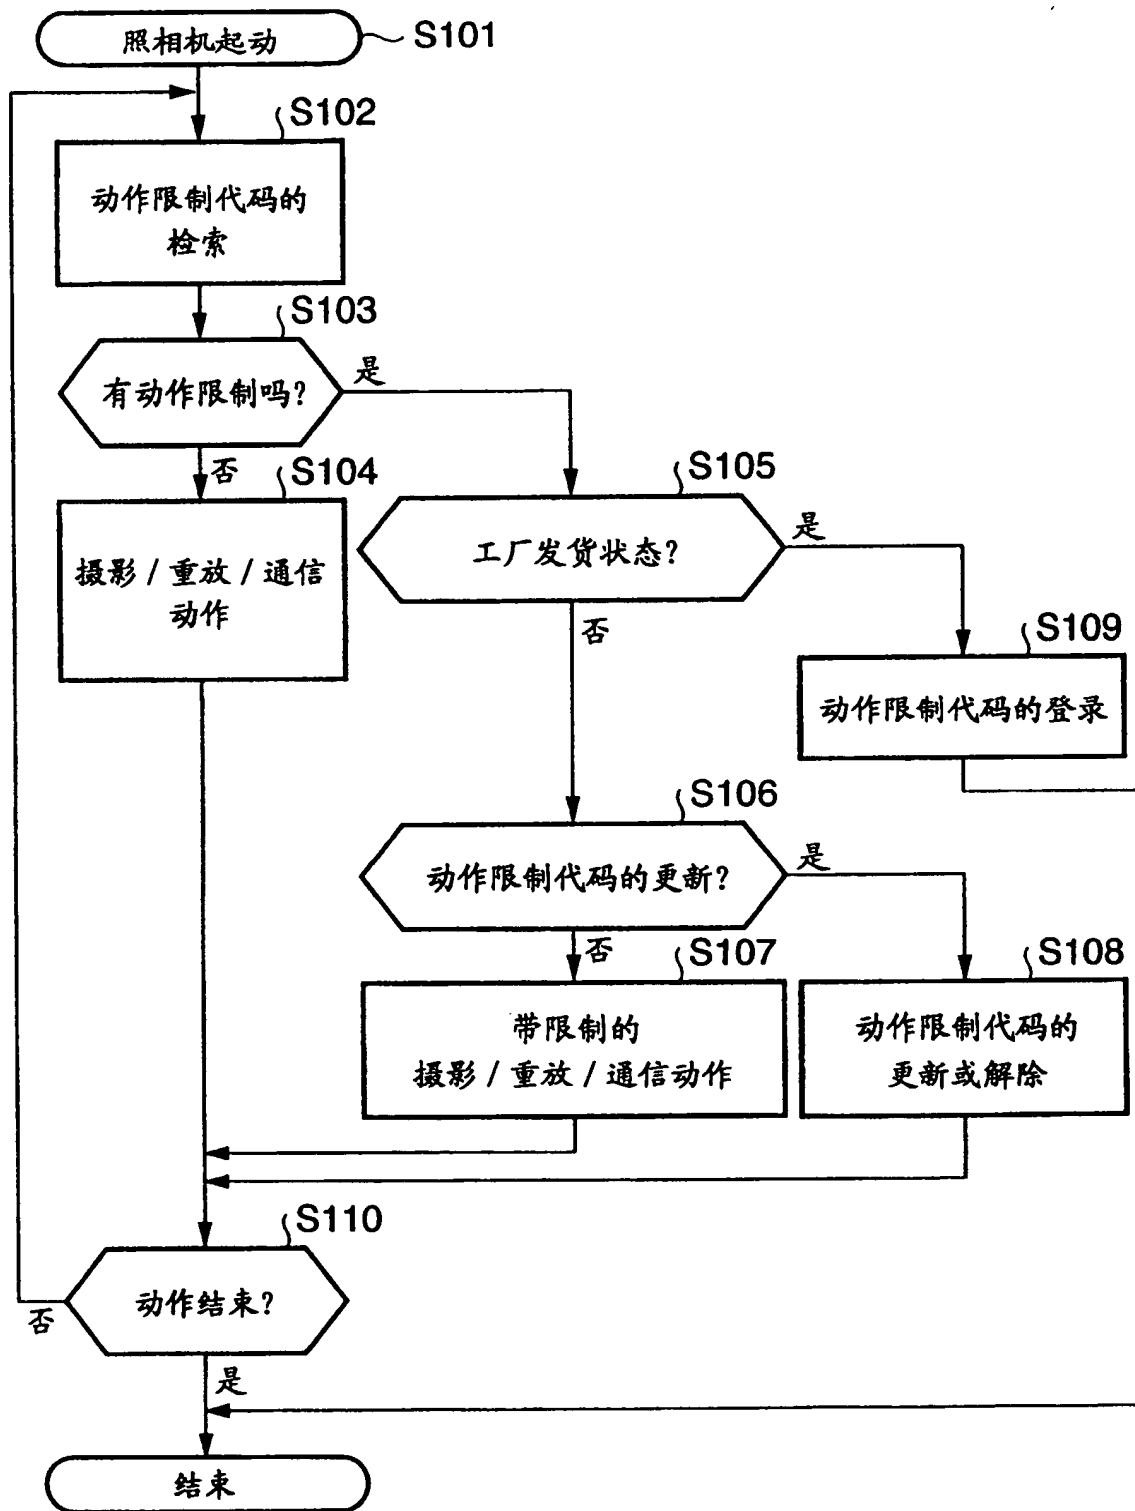 照相机起动
S101
S102
动作限制代码的
检索
S103
有动作限制吗?
是
否
S104
摄影/重放/通信
动作
S105
工厂发货状态?
是
否
S109
动作限制代码的登录
S106
动作限制代码的更新?
是
否
S107
带限制的
摄影/重放/通信动作
S108
动作限制代码的
更新或解除
S110
动作结束?
否
是
结束